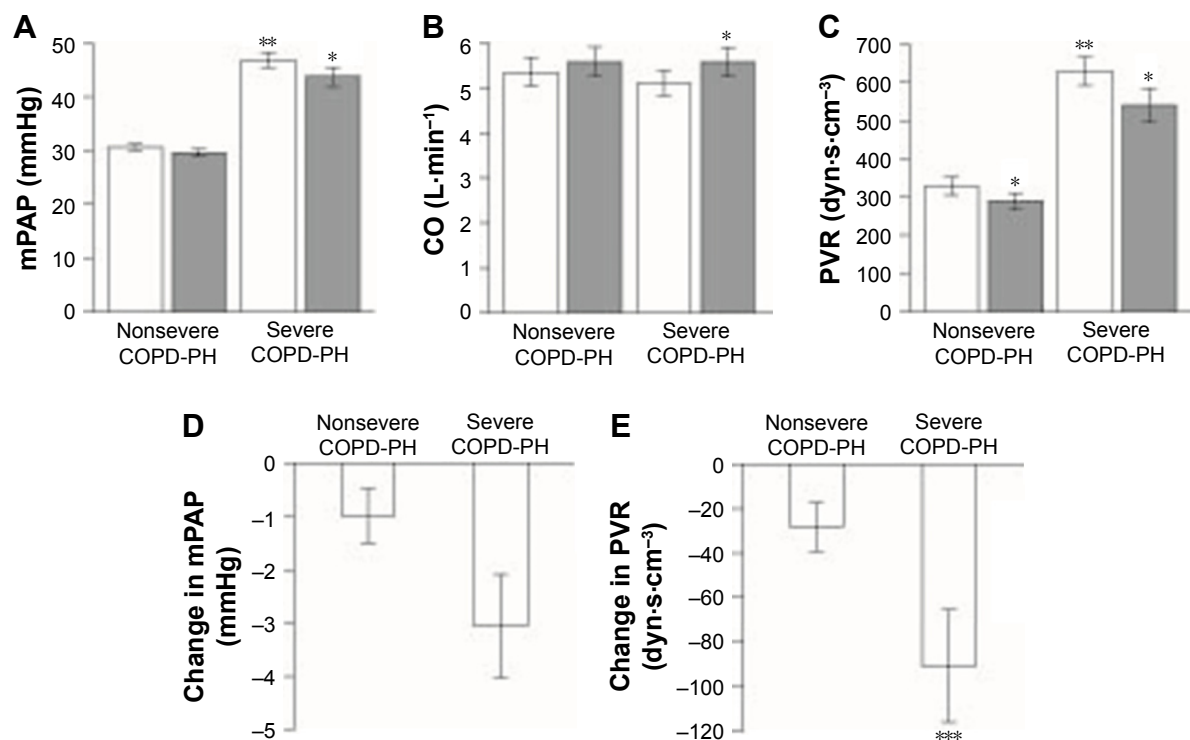 A
mPAP (mmHg)
50
40
30
20
10
0
**
*
Nonsevere
COPD-PH
Severe
COPD-PH
B
CO (L·min⁻¹)
6
5
6
5
4
3
2
1
0
*
Nonsevere
COPD-PH
Severe
COPD-PH
C
PVR (dyn·s·cm⁻³)
700
600
500
400
300
200
100
0
*
**
*
Nonsevere
COPD-PH
Severe
COPD-PH
D
Nonsevere
COPD-PH
Severe
COPD-PH
Change in mPAP
(mmHg)
0
–1
–2
–3
–4
–5
E
Nonsevere
COPD-PH
Severe
COPD-PH
Change in PVR
(dyn·s·cm⁻³)
0
–20
–40
–60
–80
–100
–120
***